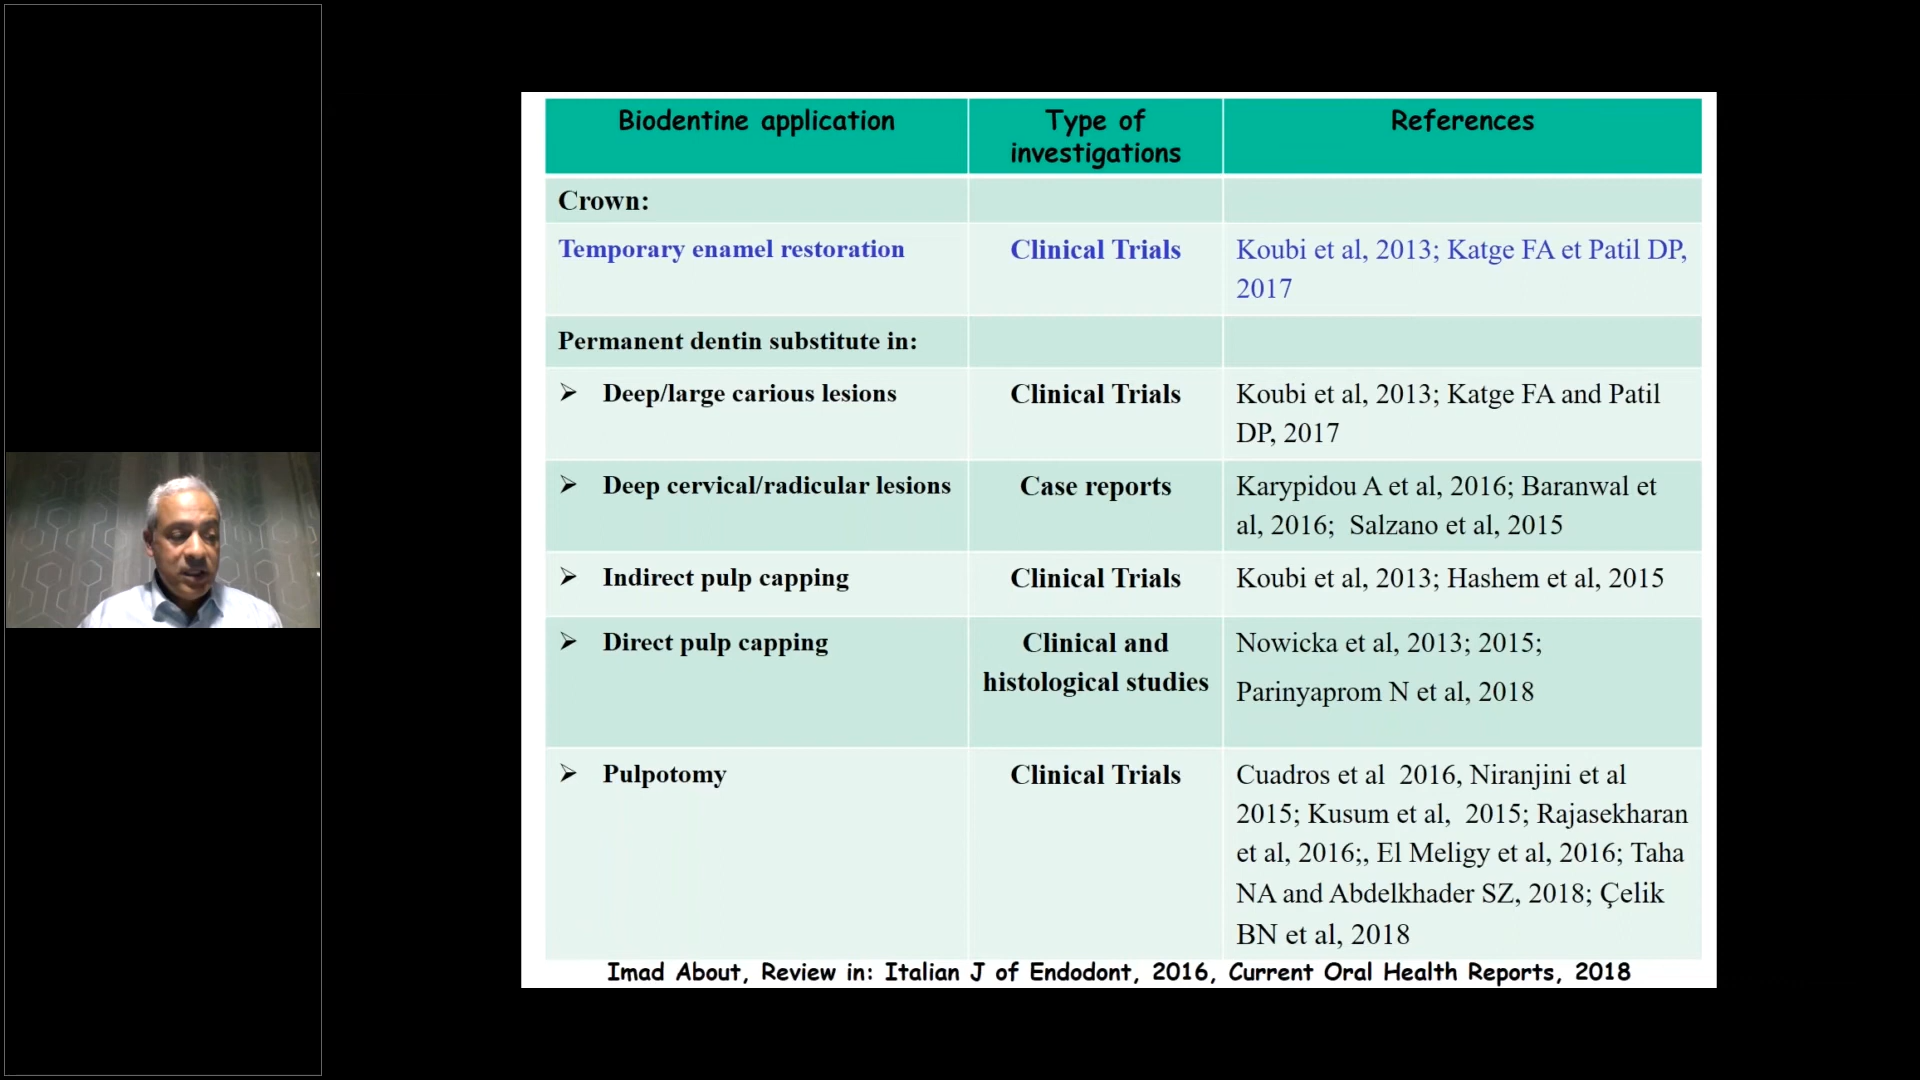 Biodentine application
Type of
investigations
References
Crown:
Temporary enamel restoration
Clinical Trials
Koubi et al, 2013; Katge FA et Patil DP,
2017
Permanent dentin substitute in:
➢ Deep/large carious lesions
Clinical Trials
Koubi et al, 2013; Katge FA and Patil
DP, 2017
➢ Deep cervical/radicular lesions
Case reports
Karypidou A et al, 2016; Baranwal et
al, 2016;  Salzano et al, 2015
➢ Indirect pulp capping
Clinical Trials
Koubi et al, 2013; Hashem et al, 2015
➢ Direct pulp capping
Clinical and
histological studies
Nowicka et al, 2013; 2015;
Parinyaprom N et al, 2018
➢ Pulpotomy
Clinical Trials
Cuadros et al  2016, Niranjini et al
2015; Kusum et al,  2015; Rajasekharan
et al, 2016;, El Meligy et al, 2016; Taha
NA and Abdelkhader SZ, 2018; Çelik
BN et al, 2018
Imad About, Review in: Italian J of Endodont, 2016, Current Oral Health Reports, 2018